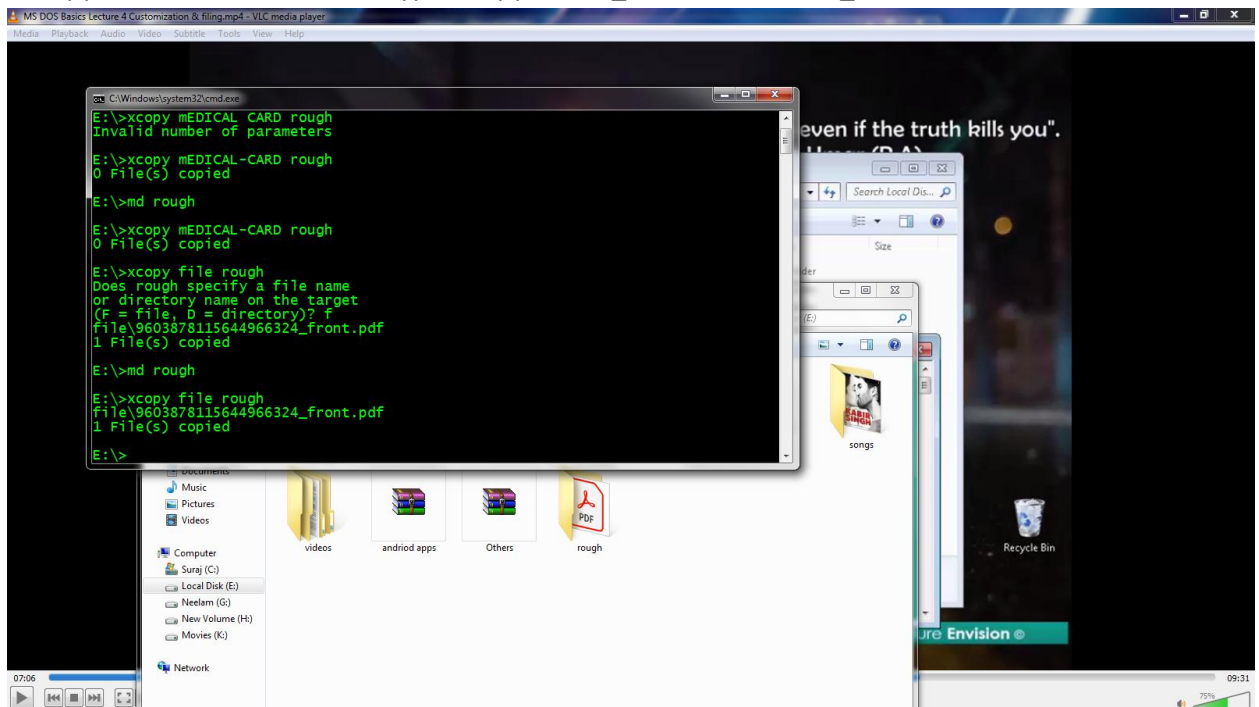 MS DOS Basics Lecture 4 Customization & filing.mp4 - VLC media player
Media Playback Audio Video Subtitle Tools View Help
C:\Windows\system32\cmd.exe
E:\>xcopy mEDICAL CARD rough
Invalid number of parameters
E:\>xcopy mEDICAL-CARD rough
0 File(s) copied
E:\>md rough
E:\>xcopy mEDICAL-CARD rough
0 File(s) copied
E:\>xcopy file rough
Does rough specify a file name
or directory name on the target
(F = file, D = directory)? f
file\9603878115644966324_front.pdf
1 File(s) copied
E:\>md rough
E:\>xcopy file rough
file\9603878115644966324_front.pdf
1 File(s) copied
E:\>
even if the truth kills you".
Search Local Dis...
Size
der
(E:)
KABIR
SINGH
songs
Documents
Music
Pictures
Videos
Computer
Suraj (C:)
Local Disk (E:)
Neelam (G:)
New Volume (H:)
Movies (K:)
Network
videos
andriod apps
Others
PDF
rough
Recycle Bin
ure Envision ©
07:06
09:31
75%